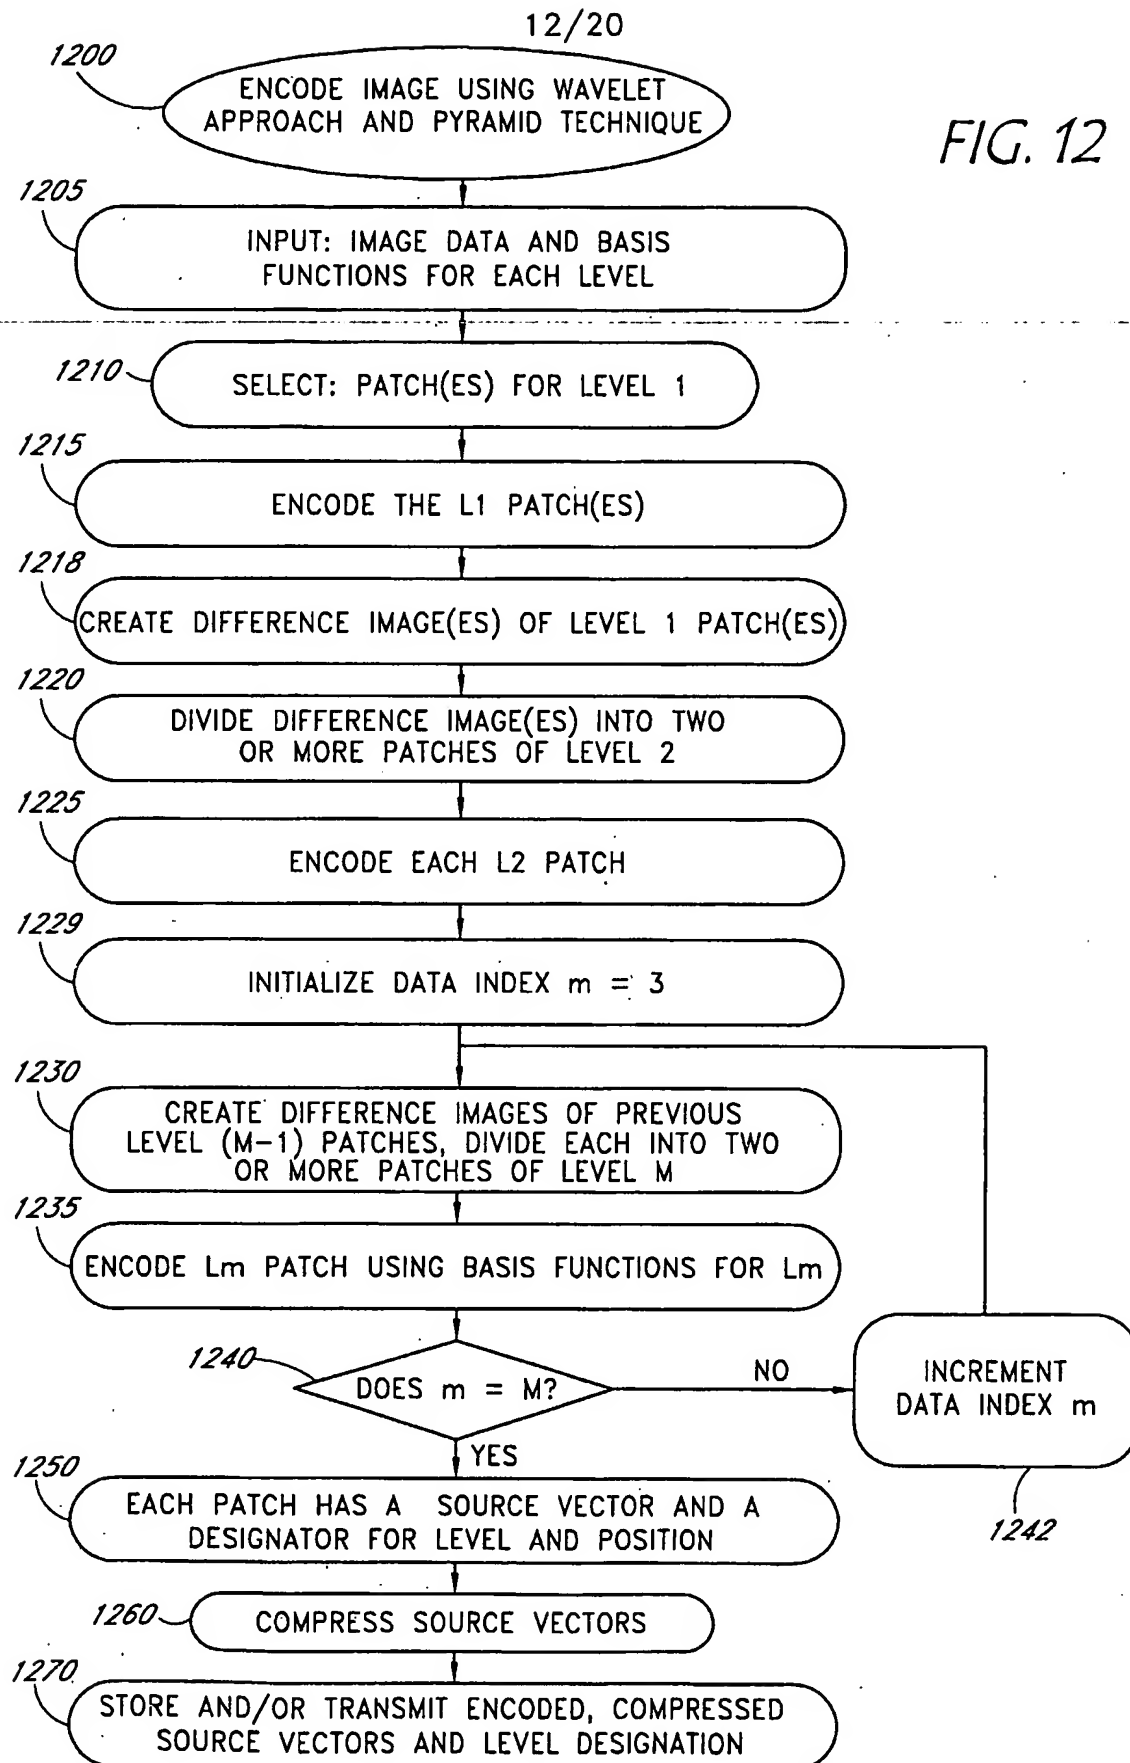 12/20
FIG. 12
1200
ENCODE IMAGE USING WAVELET
APPROACH AND PYRAMID TECHNIQUE
1205
INPUT: IMAGE DATA AND BASIS
FUNCTIONS FOR EACH LEVEL
1210
SELECT: PATCH(ES) FOR LEVEL 1
1215
ENCODE THE L1 PATCH(ES)
1218
CREATE DIFFERENCE IMAGE(ES) OF LEVEL 1 PATCH(ES)
1220
DIVIDE DIFFERENCE IMAGE(ES) INTO TWO
OR MORE PATCHES OF LEVEL 2
1225
ENCODE EACH L2 PATCH
1229
INITIALIZE DATA INDEX m = 3
1230
CREATE DIFFERENCE IMAGES OF PREVIOUS
LEVEL (M-1) PATCHES, DIVIDE EACH INTO TWO
OR MORE PATCHES OF LEVEL M
1235
ENCODE Lm PATCH USING BASIS FUNCTIONS FOR Lm
1240
DOES m = M?
NO
INCREMENT
DATA INDEX m
1242
YES
1250
EACH PATCH HAS A SOURCE VECTOR AND A
DESIGNATOR FOR LEVEL AND POSITION
1260
COMPRESS SOURCE VECTORS
1270
STORE AND/OR TRANSMIT ENCODED, COMPRESSED
SOURCE VECTORS AND LEVEL DESIGNATION